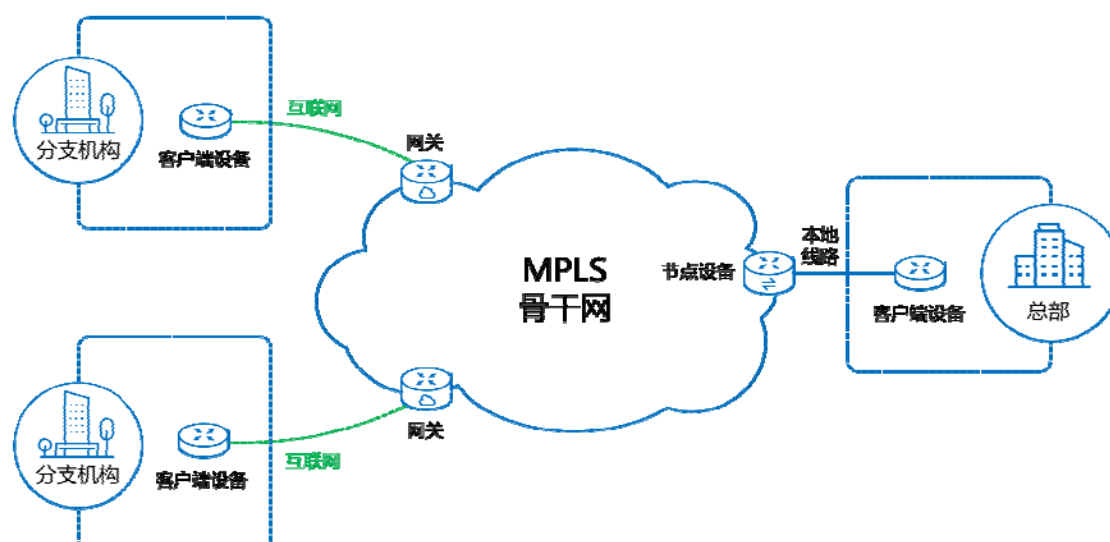 互联网
分支机构
客户端设备
网关
MPLS
骨干网
节点设备
本地
线路
客户端设备
总部
分支机构
客户端设备
互联网
网关